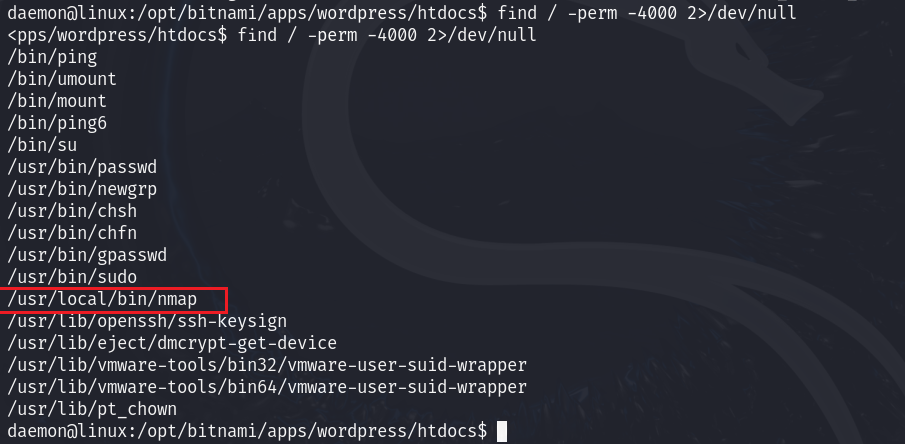 daemon@linux:/opt/bitnami/apps/wordpress/htdocs$ find / -perm -4000 2>/dev/null
<pps/wordpress/htdocs$ find / -perm -4000 2>/dev/null
/bin/ping
/bin/umount
/bin/mount
/bin/ping6
/bin/su
/usr/bin/passwd
/usr/bin/newgrp
/usr/bin/chsh
/usr/bin/chfn
/usr/bin/gpasswd
/usr/bin/sudo
/usr/local/bin/nmap
/usr/lib/openssh/ssh-keysign
/usr/lib/eject/dmcrypt-get-device
/usr/lib/vmware-tools/bin32/vmware-user-suid-wrapper
/usr/lib/vmware-tools/bin64/vmware-user-suid-wrapper
/usr/lib/pt_chown
daemon@linux:/opt/bitnami/apps/wordpress/htdocs$